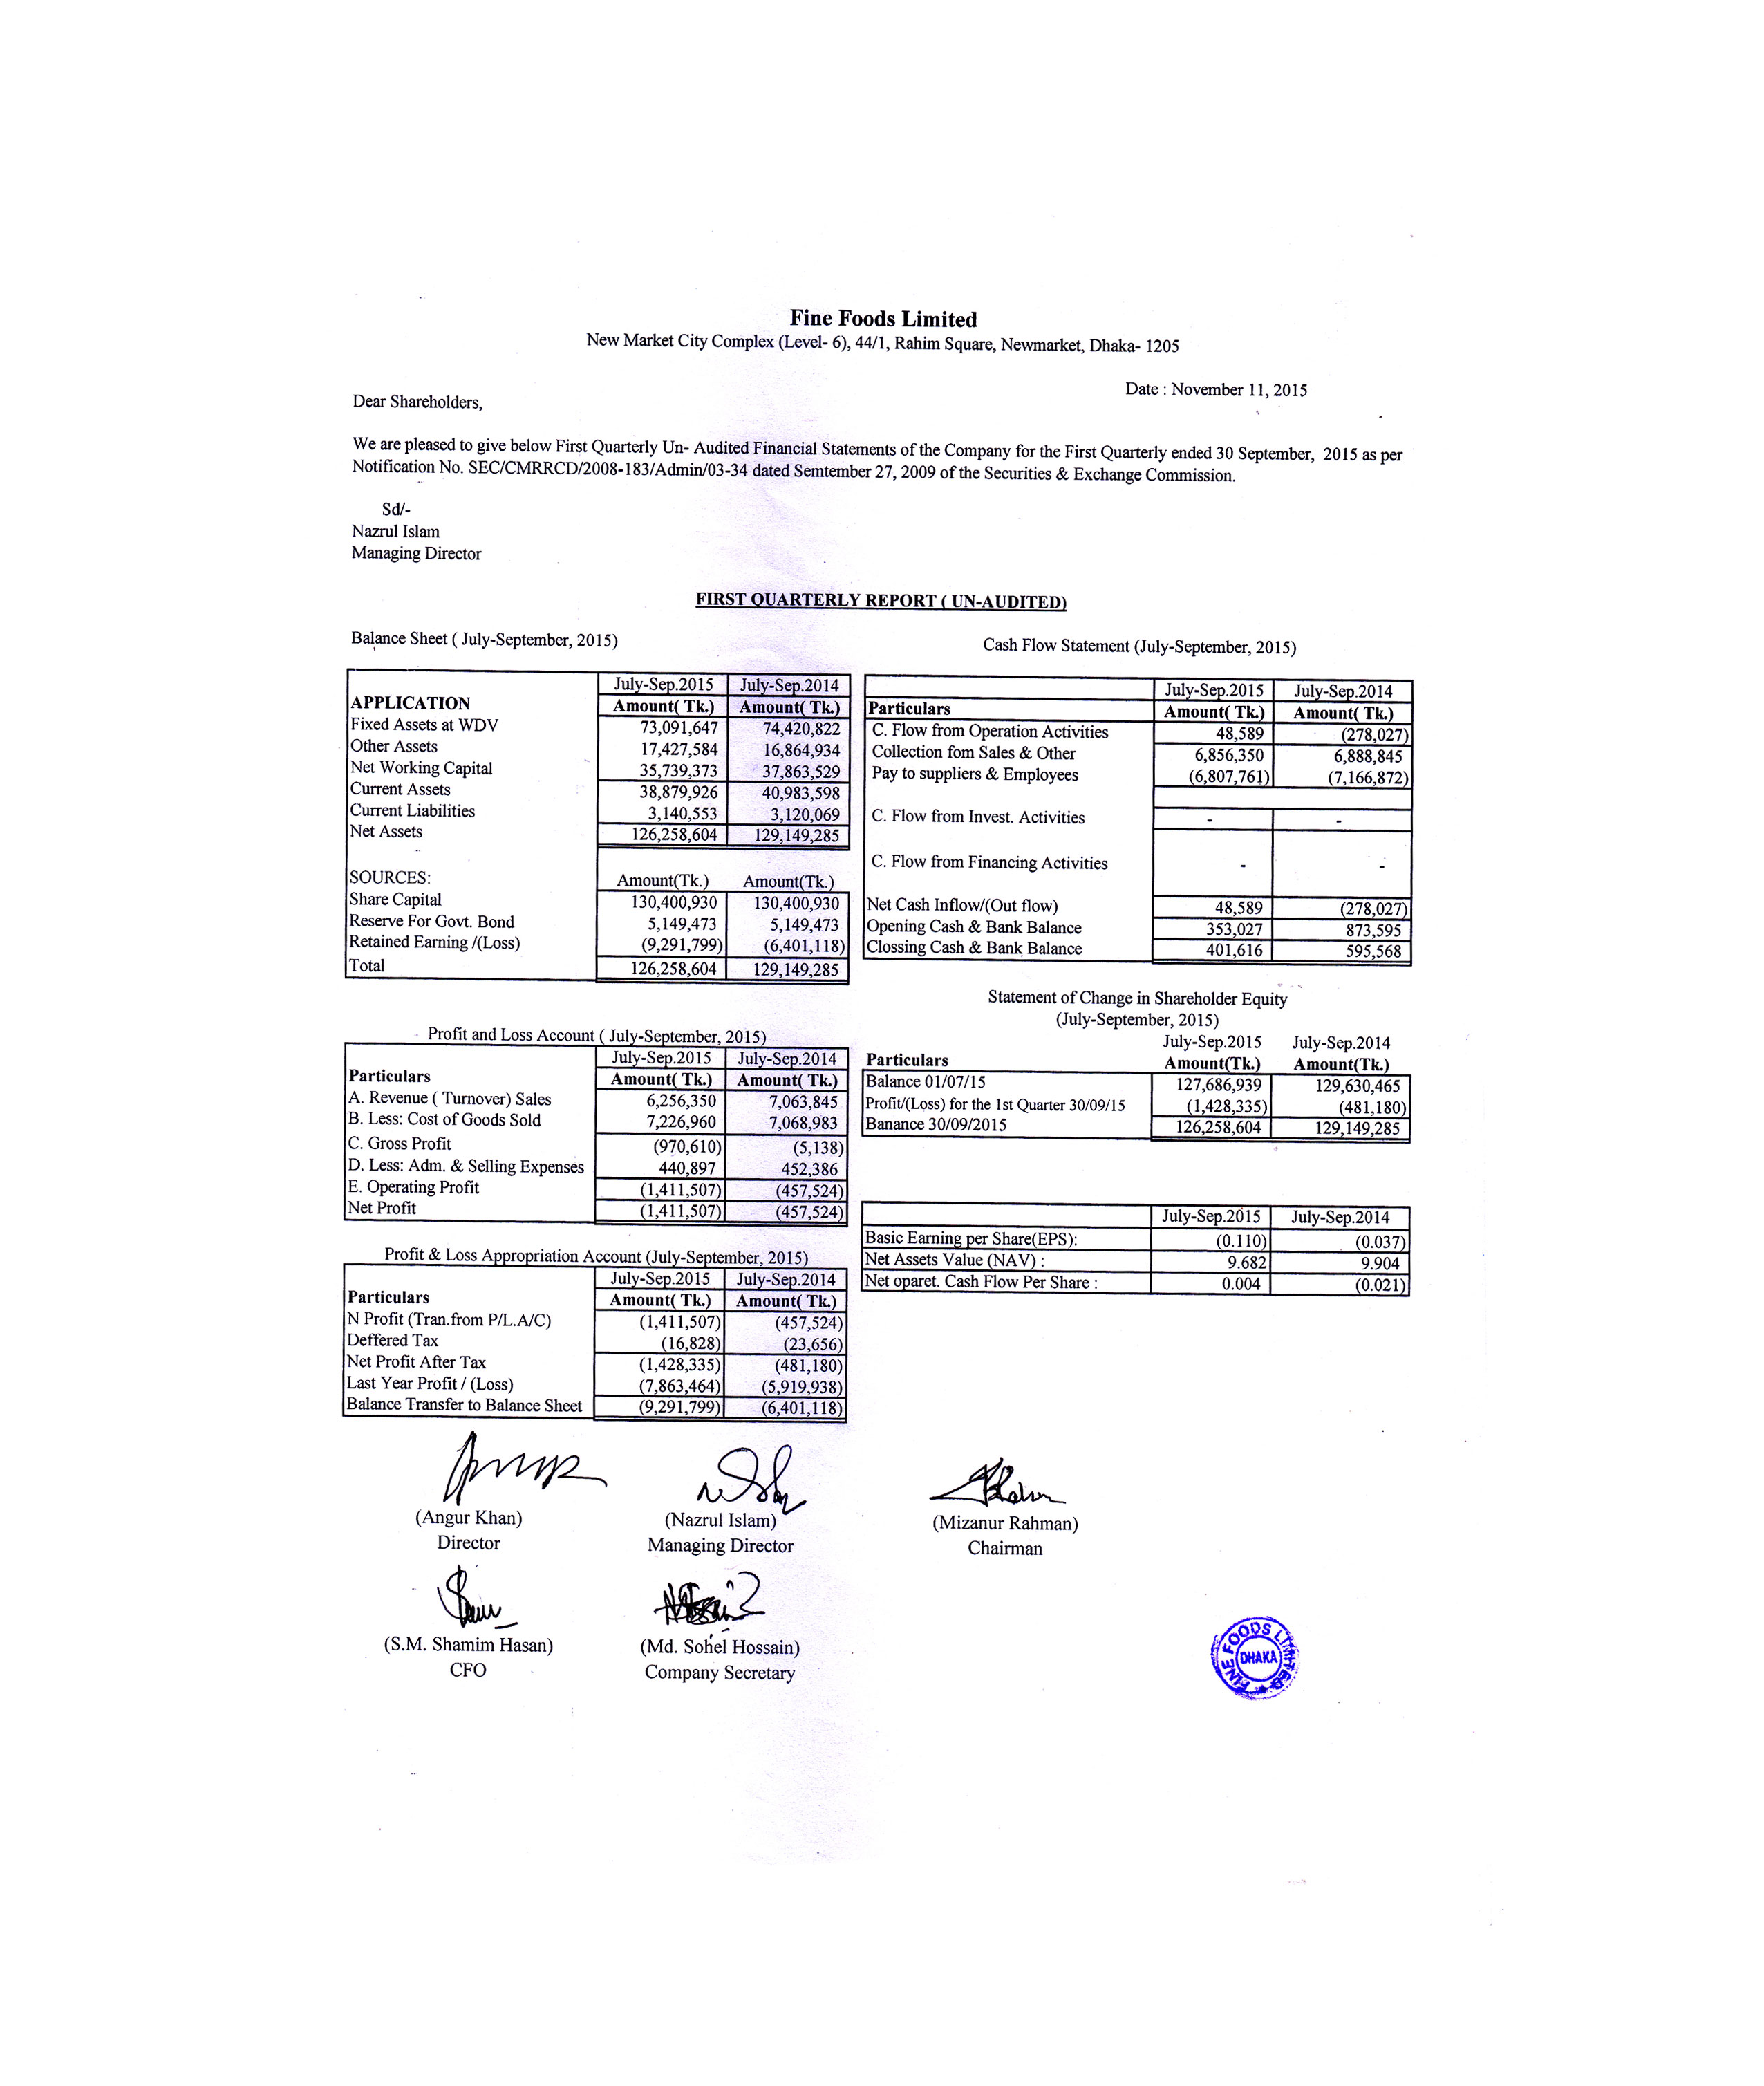 Fine Foods Limited
New Market City Complex (Level- 6), 44/1, Rahim Square, Newmarket, Dhaka- 1205
Date : November 11, 2015
Dear Shareholders,
We are pleased to give below First Quarterly Un- Audited Financial Statements of the Company for the First Quarterly ended 30 September, 2015 as per
Notification No. SEC/CMRRCD/2008-183/Admin/03-34 dated Semtember 27, 2009 of the Securities & Exchange Commission.
Sd/-
Nazrul Islam
Managing Director
FIRST QUARTERLY REPORT ( UN-AUDITED)
Balance Sheet ( July-September, 2015)
July-Sep.2015 July-Sep.2014
APPLICATION Amount( Tk.) Amount( Tk.)
Fixed Assets at WDV 73,091,647 74,420,822
Other Assets 17,427,584 16,864,934
Net Working Capital 35,739,373 37,863,529
Current Assets 38,879,926 40,983,598
Current Liabilities 3,140,553 3,120,069
Net Assets 126,258,604 129,149,285
SOURCES: Amount(Tk.) Amount(Tk.)
Share Capital 130,400,930 130,400,930
Reserve For Govt. Bond 5,149,473 5,149,473
Retained Earning /(Loss) (9,291,799) (6,401,118)
Total 126,258,604 129,149,285
Cash Flow Statement (July-September, 2015)
July-Sep.2015 July-Sep.2014
Particulars Amount( Tk.) Amount( Tk.)
C. Flow from Operation Activities 48,589 (278,027)
Collection fom Sales & Other 6,856,350 6,888,845
Pay to suppliers & Employees (6,807,761) (7,166,872)
C. Flow from Invest. Activities - -
C. Flow from Financing Activities - -
Net Cash Inflow/(Out flow) 48,589 (278,027)
Opening Cash & Bank Balance 353,027 873,595
Clossing Cash & Bank Balance 401,616 595,568
Profit and Loss Account ( July-September, 2015)
July-Sep.2015 July-Sep.2014
Particulars Amount( Tk.) Amount( Tk.)
A. Revenue ( Turnover) Sales 6,256,350 7,063,845
B. Less: Cost of Goods Sold 7,226,960 7,068,983
C. Gross Profit (970,610) (5,138)
D. Less: Adm. & Selling Expenses 440,897 452,386
E. Operating Profit (1,411,507) (457,524)
Net Profit (1,411,507) (457,524)
Statement of Change in Shareholder Equity
(July-September, 2015)
July-Sep.2015 July-Sep.2014
Particulars Amount(Tk.) Amount(Tk.)
Balance 01/07/15 127,686,939 129,630,465
Profit/(Loss) for the 1st Quarter 30/09/15 (1,428,335) (481,180)
Banance 30/09/2015 126,258,604 129,149,285
July-Sep.2015 July-Sep.2014
Basic Earning per Share(EPS): (0.110) (0.037)
Net Assets Value (NAV) : 9.682 9.904
Net oparet. Cash Flow Per Share : 0.004 (0.021)
Profit & Loss Appropriation Account (July-September, 2015)
July-Sep.2015 July-Sep.2014
Particulars Amount( Tk.) Amount( Tk.)
N Profit (Tran.from P/L.A/C) (1,411,507) (457,524)
Deffered Tax (16,828) (23,656)
Net Profit After Tax (1,428,335) (481,180)
Last Year Profit / (Loss) (7,863,464) (5,919,938)
Balance Transfer to Balance Sheet (9,291,799) (6,401,118)
(Angur Khan) (Nazrul Islam) (Mizanur Rahman)
Director Managing Director Chairman
(S.M. Shamim Hasan) (Md. Sohel Hossain)
CFO Company Secretary
FINE FOODS LIMITED
DHAKA